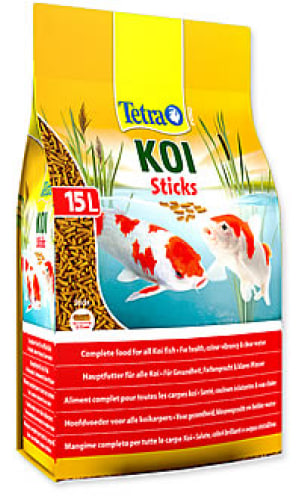 Tetra
POND
KOI
Sticks
15L
Complete food for all Koi fish • For health, colour vibrancy & clear water
Hauptfutter für alle Koi • Für Gesundheit, Farbenpracht & klares Wasser
Aliment complet pour toutes les carpes koï • Santé, couleurs éclatantes & eau claire
Hoofdvoeder voor alle koikarpers • Voor gezondheid, kleurenpracht en helder water
Mangime completo per tutte le carpe Koi • Salute, colori brillanti e acqua cristallina